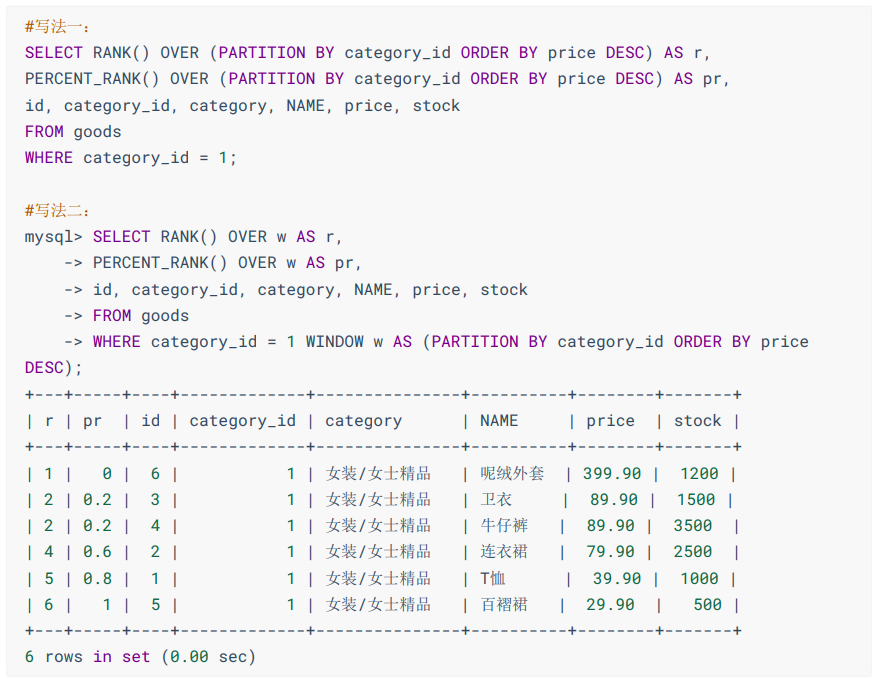 #写法一：
SELECT RANK() OVER (PARTITION BY category_id ORDER BY price DESC) AS r,
PERCENT_RANK() OVER (PARTITION BY category_id ORDER BY price DESC) AS pr,
id, category_id, category, NAME, price, stock
FROM goods
WHERE category_id = 1;

#写法二：
mysql> SELECT RANK() OVER w AS r,
    -> PERCENT_RANK() OVER w AS pr,
    -> id, category_id, category, NAME, price, stock
    -> FROM goods
    -> WHERE category_id = 1 WINDOW w AS (PARTITION BY category_id ORDER BY price
DESC);
+---+-----+----+-------------+---------------+----------+--------+-------+
| r | pr  | id | category_id | category      | NAME     | price  | stock |
+---+-----+----+-------------+---------------+----------+--------+-------+
| 1 |   0 |  6 |           1 | 女装/女士精品   | 呢绒外套  | 399.90 |  1200 |
| 2 | 0.2 |  3 |           1 | 女装/女士精品   | 卫衣     |  89.90 |  1500 |
| 2 | 0.2 |  4 |           1 | 女装/女士精品   | 牛仔裤   |  89.90 |  3500  |
| 4 | 0.6 |  2 |           1 | 女装/女士精品   | 连衣裙   |  79.90 |  2500  |
| 5 | 0.8 |  1 |           1 | 女装/女士精品   | T恤      |  39.90 |  1000 |
| 6 |   1 |  5 |           1 | 女装/女士精品   | 百褶裙   |  29.90  |   500 |
+---+-----+----+-------------+---------------+----------+--------+-------+
6 rows in set (0.00 sec)